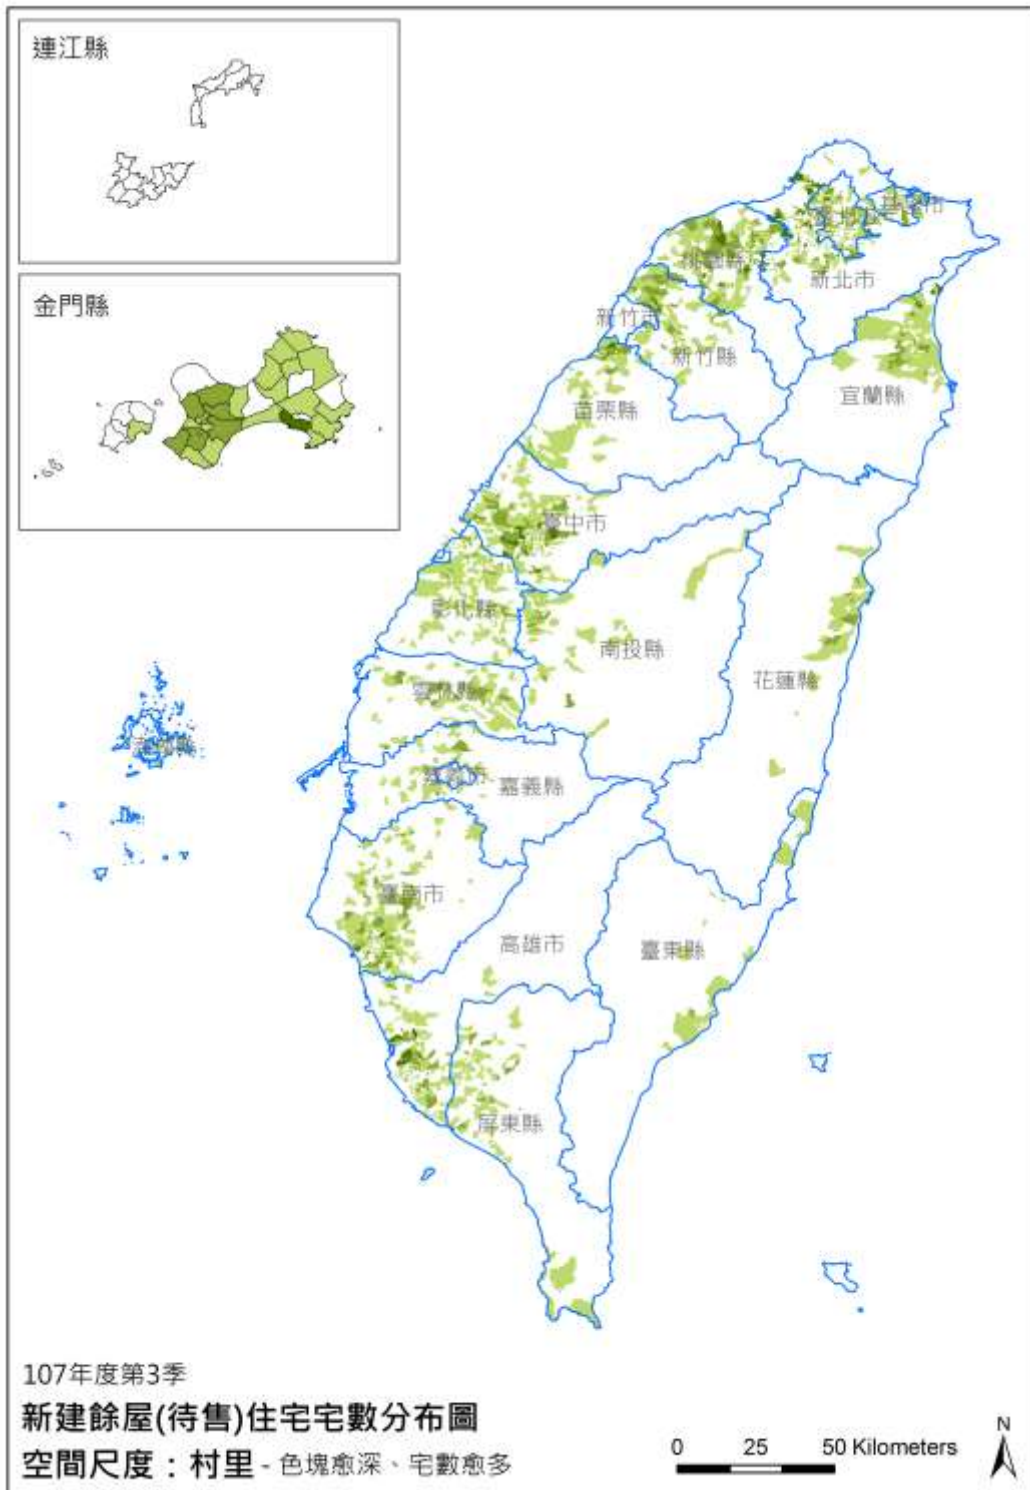 連江縣
金門縣
新北市
桃園縣
新竹市
新竹縣
宜蘭縣
苗栗縣
臺中市
彰化縣
南投縣
花蓮縣
雲林縣
嘉義縣
臺南市
高雄市
臺東縣
屏東縣
107年度第3季
新建餘屋(待售)住宅宅數分布圖
空間尺度：村里 - 色塊愈深、宅數愈多
0 25 50 Kilometers
N